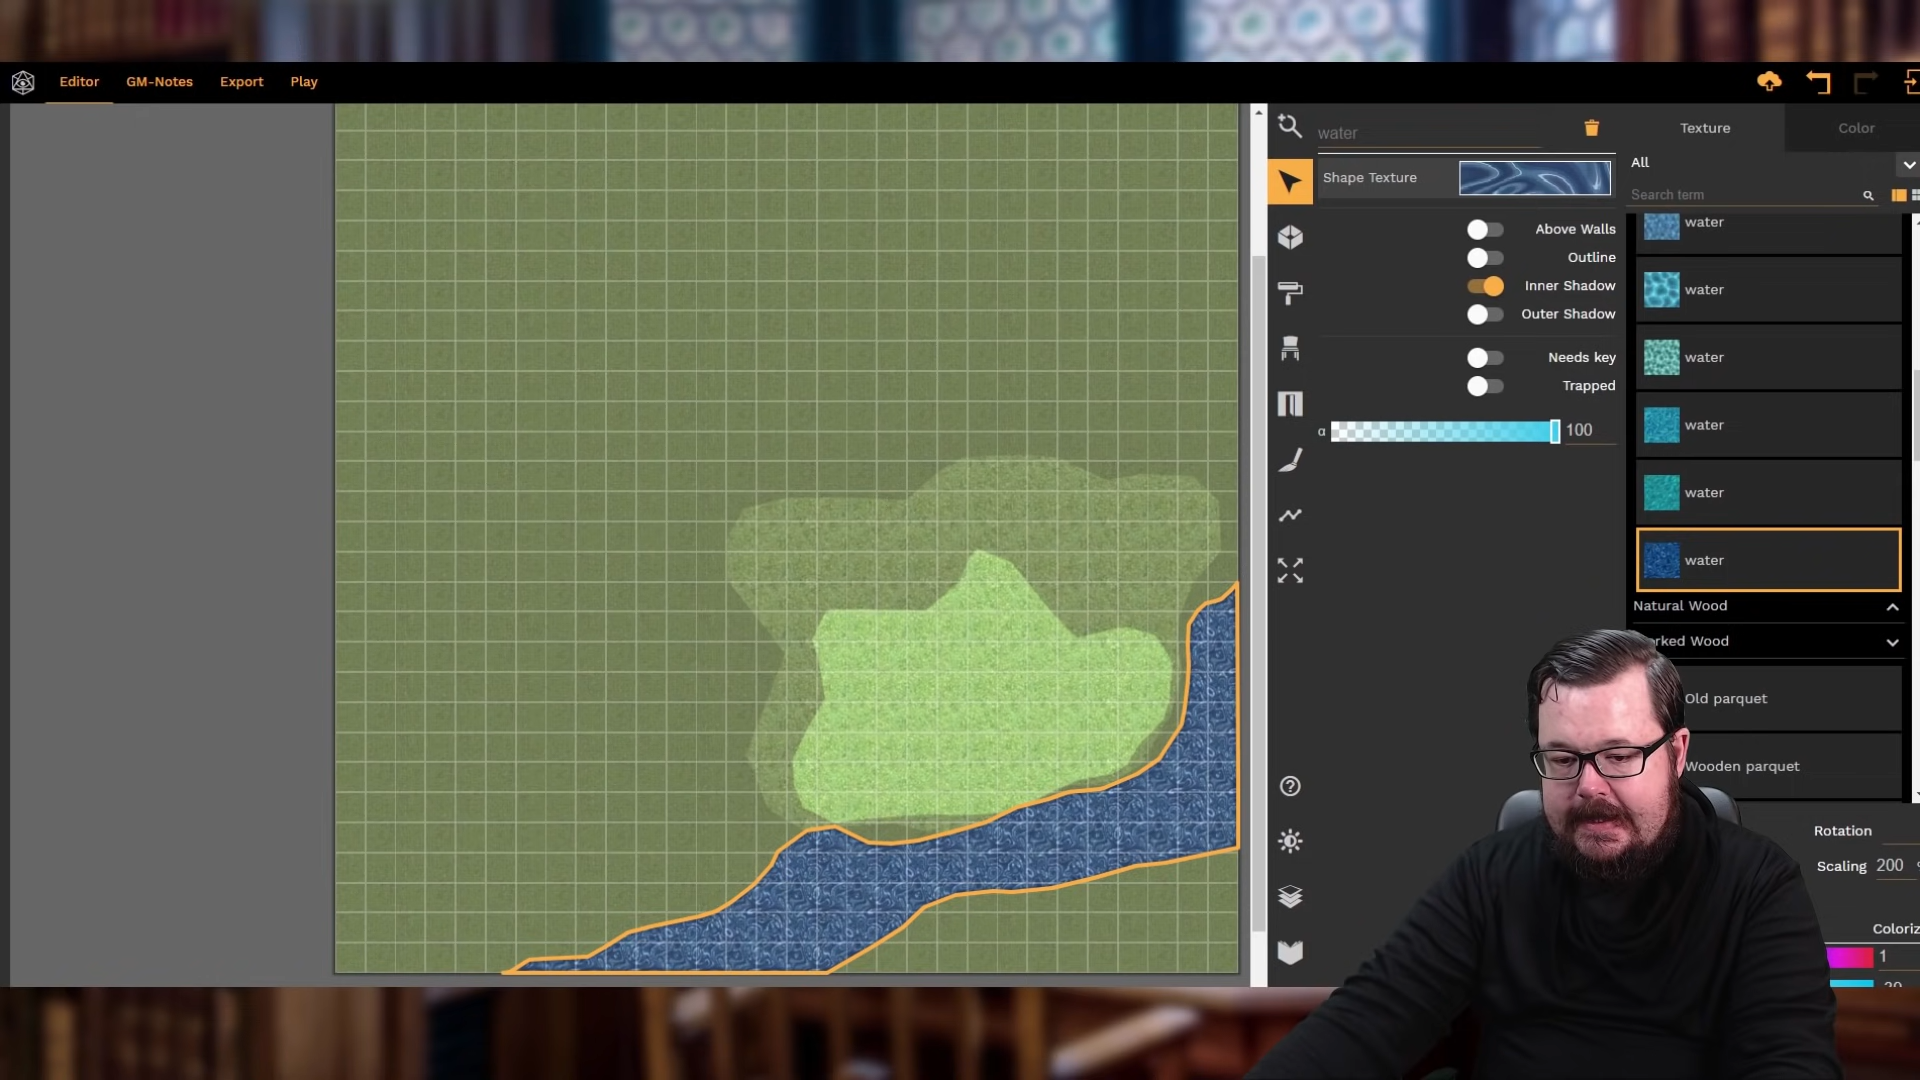 Editor
GM-Notes
Export
Play
water
Shape Texture
Above Walls
Outline
Inner Shadow
Outer Shadow
Needs key
Trapped
α
100
Texture
Color
All
Search term
water
water
water
water
water
water
Natural Wood
rked Wood
Old parquet
Wooden parquet
Rotation
Scaling 200
Coloriz
1